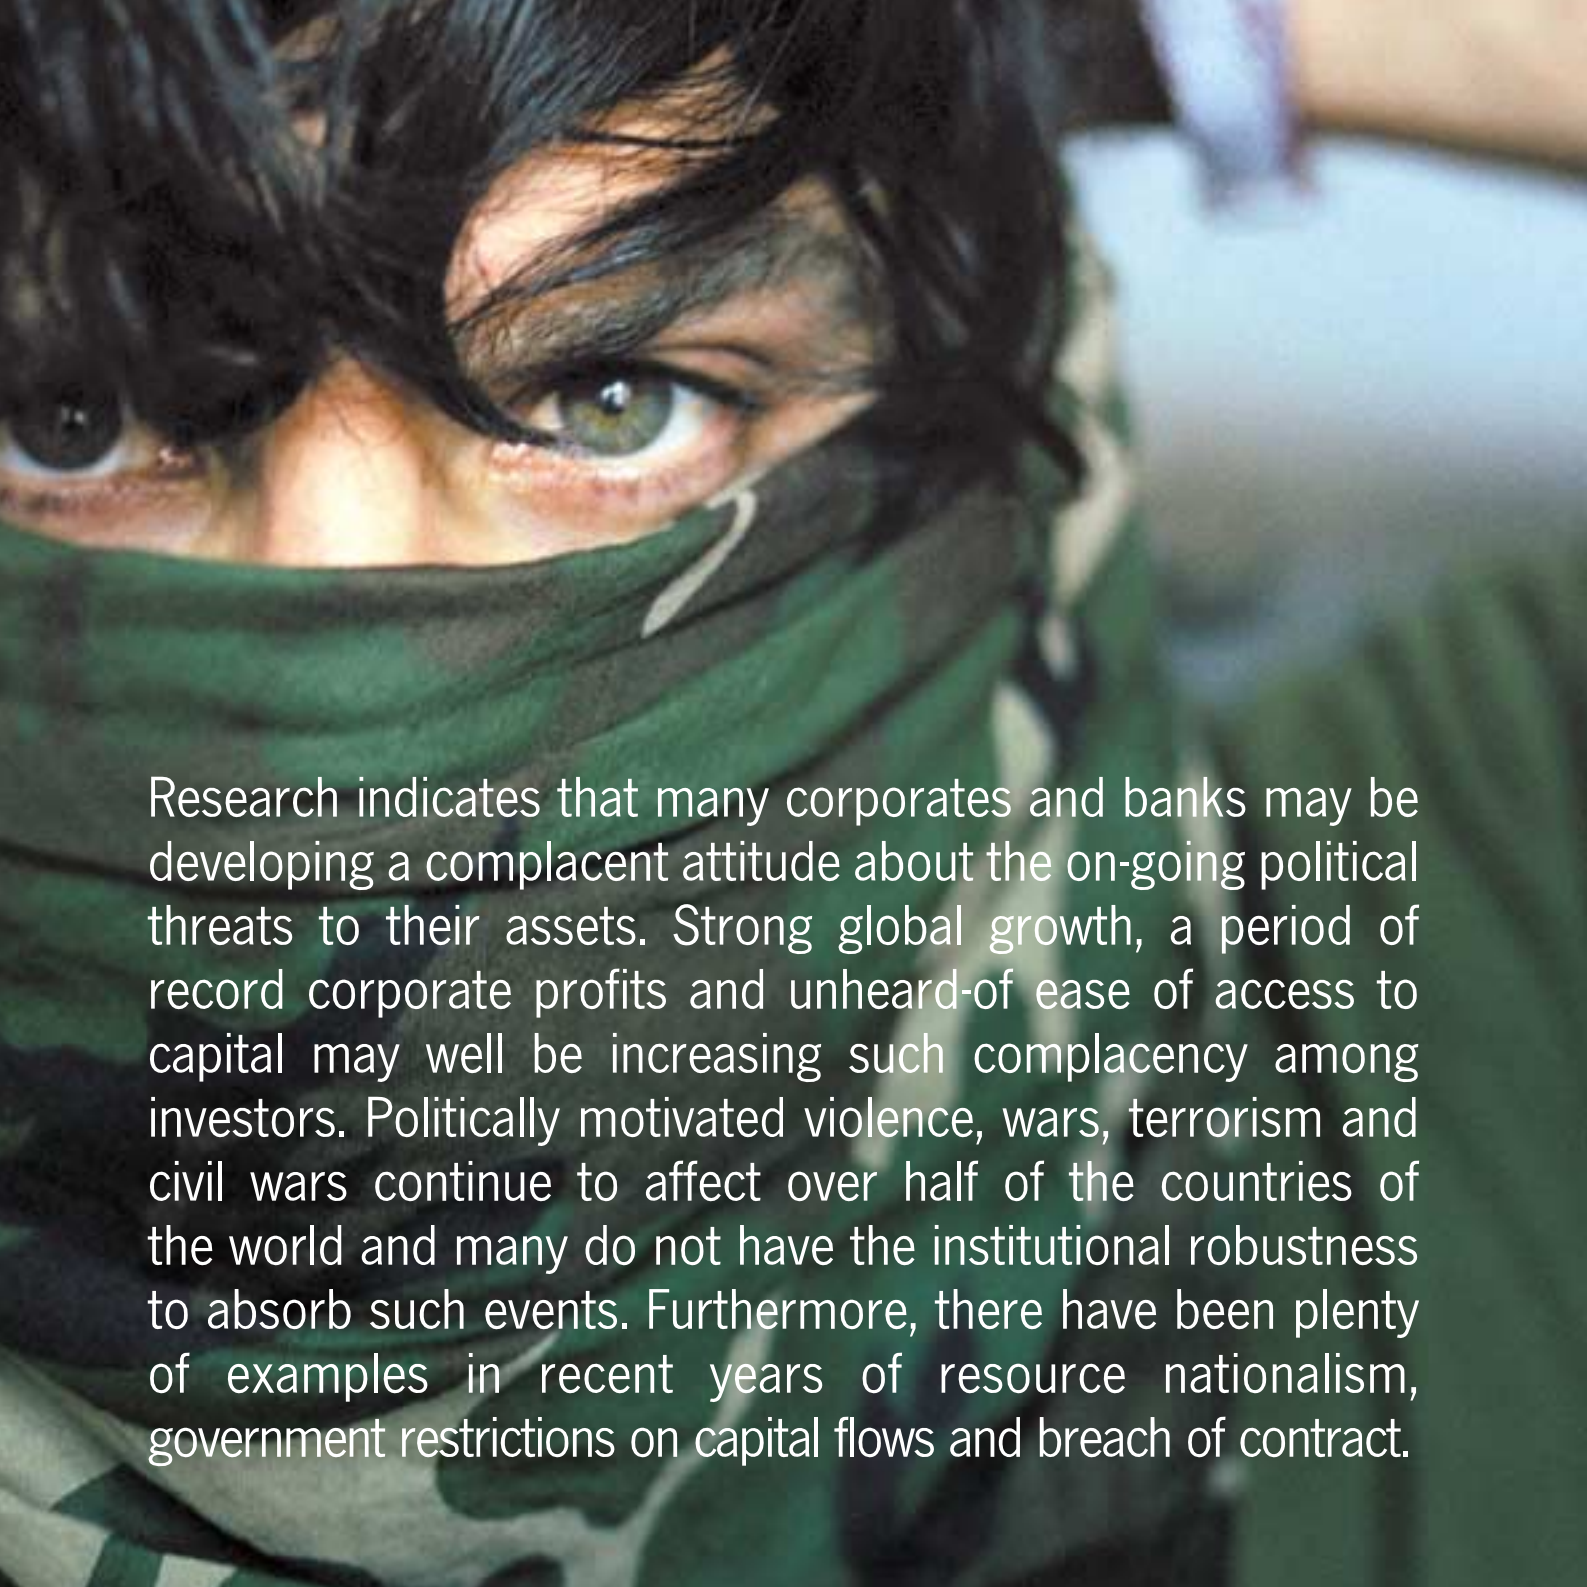 Research indicates that many corporates and banks may be
developing a complacent attitude about the on-going political
threats to their assets. Strong global growth, a period of
record corporate profits and unheard-of ease of access to
capital may well be increasing such complacency among
investors. Politically motivated violence, wars, terrorism and
civil wars continue to affect over half of the countries of
the world and many do not have the institutional robustness
to absorb such events. Furthermore, there have been plenty
of examples in recent years of resource nationalism,
government restrictions on capital flows and breach of contract.